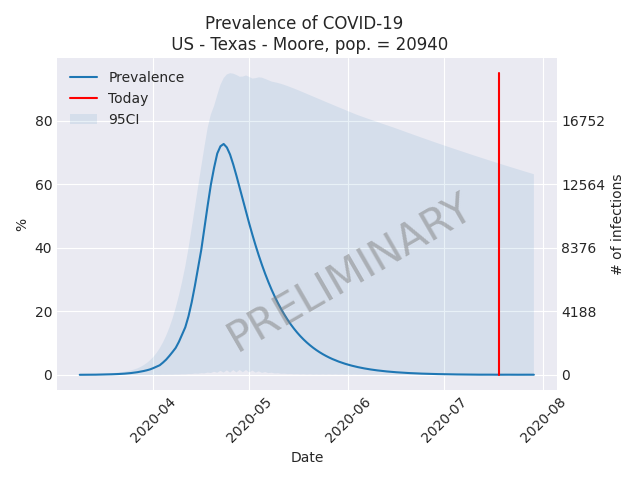 Prevalence of COVID-19
US - Texas - Moore, pop. = 20940
Prevalence
Today
95CI
80
60
40
20
0
%
16752
12564
8376
4188
0
# of infections
PRELIMINARY
2020-04
2020-05
2020-06
2020-07
2020-08
Date